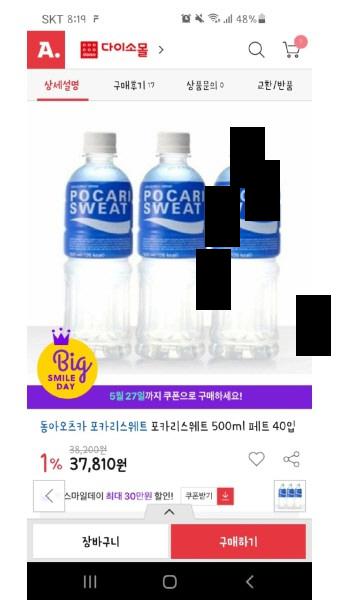 SKT 8:19 48%
A. 다이소몰
상세설명 구매후기 17 상품문의 0 교환/반품
POCARI SWEAT
POCARI SWEAT
Big SMILE DAY
5월 27일까지 쿠폰으로 구매하세요!
동아오츠카 포카리스웨트 포카리스웨트 500ml 페트 40입
38,200원
1% 37,810원
스마일데이 최대 30만원 할인! 쿠폰받기
장바구니 구매하기